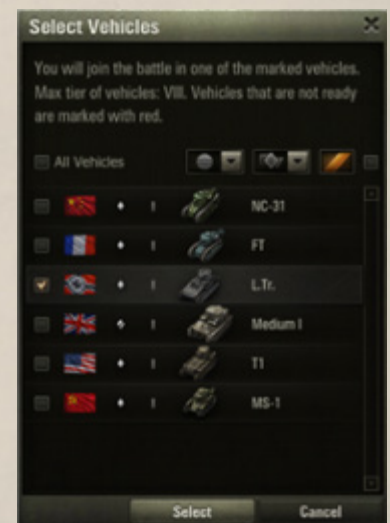 Select Vehicles
You will join the battle in one of the marked vehicles.
Max tier of vehicles: VIII. Vehicles that are not ready
are marked with red.
All Vehicles
I NC-31
I FT
I L.Tr.
I Medium I
I T1
I MS-1
Select Cancel